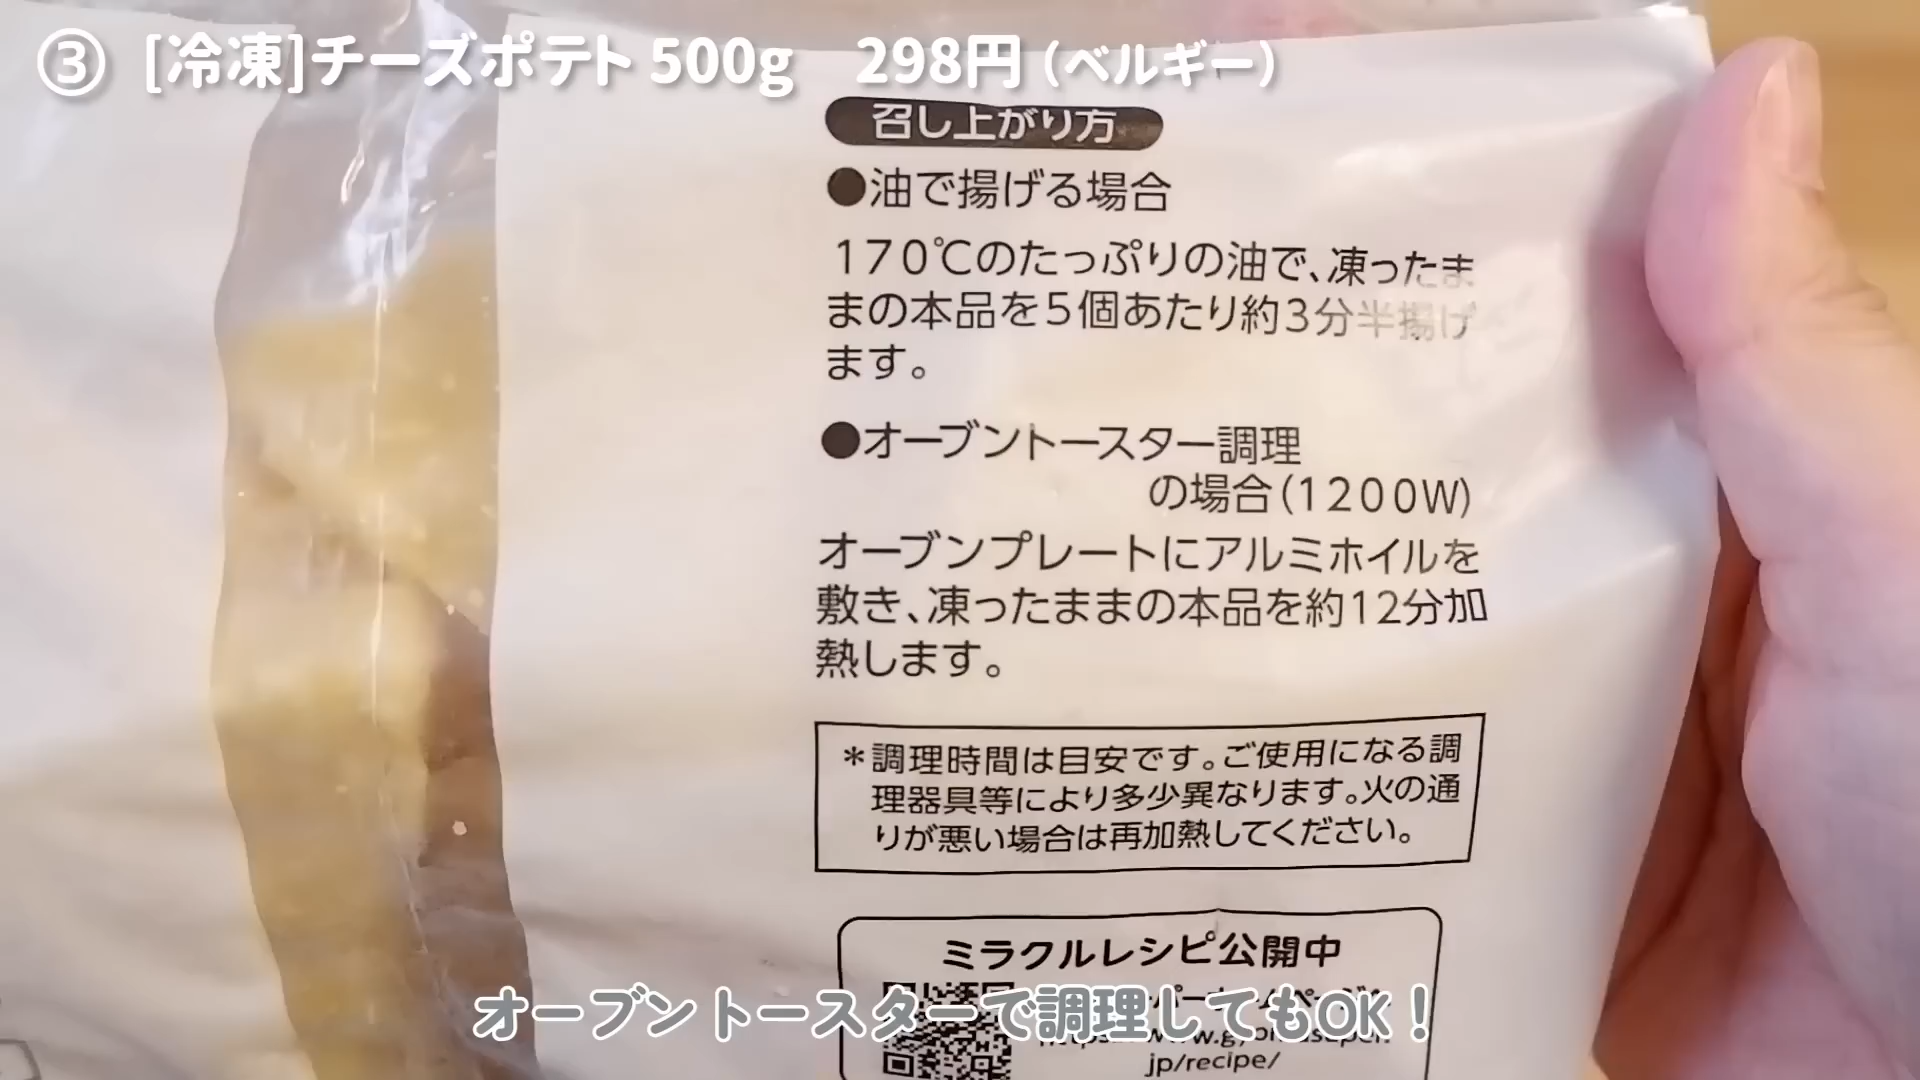 ③ [冷凍]チーズポテト 500g 298円 (ベルギー)
召し上がり方
●油で揚げる場合
170℃のたっぷりの油で、凍ったま
まの本品を5個あたり約3分半揚げ
ます。
●オーブントースター調理
の場合(1200W)
オーブンプレートにアルミホイルを
敷き、凍ったままの本品を約12分加
熱します。
*調理時間は目安です。ご使用になる調
理器具等により多少異なります。火の通
りが悪い場合は再加熱してください。
ミラクルレシピ公開中
オーブントースターで調理してもOK!
jp/recipe/